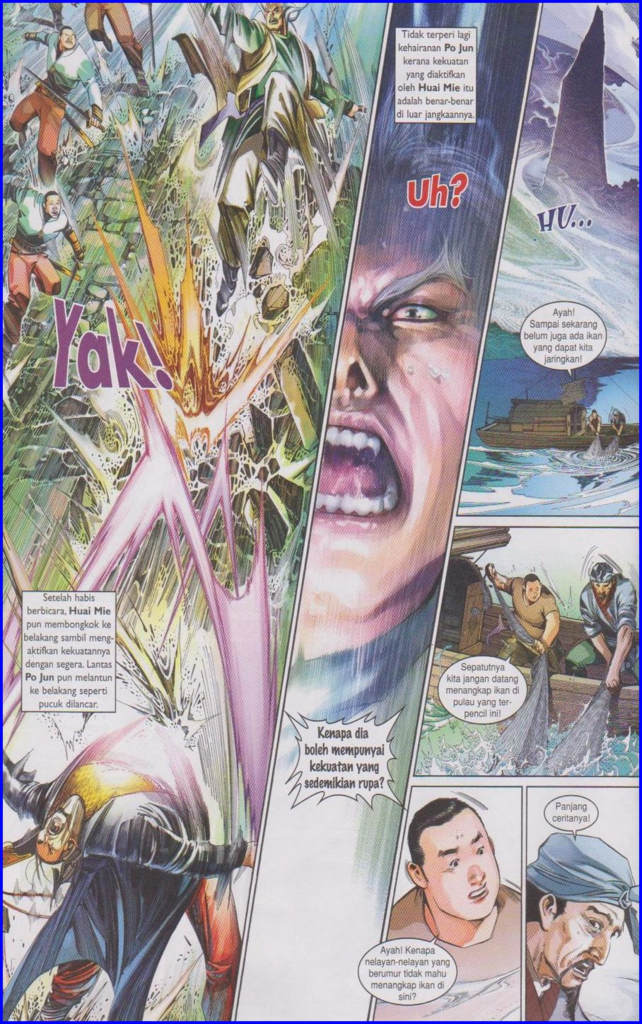 Yak!
Setelah habis
berbicara, Huai Mie
pun membongkok ke
belakang sambil meng-
aktifkan kekuatannya
dengan segera. Lantas
Po Jun pun melantun
ke belakang seperti
pucuk dilancar.
Tidak terperi lagi
kehairanan Po Jun
kerana kekuatan
yang diaktifkan
oleh Huai Mie itu
adalah benar-benar
di luar jangkaannya.
Uh?
Kenapa dia
boleh mempunyai
kekuatan yang
sedemikian rupa?
HU...
Ayah!
Sampai sekarang
belum juga ada ikan
yang dapat kita
jaringkan!
Sepatutnya
kita jangan datang
menangkap ikan di
pulau yang ter-
pencil ini!
Ayah! Kenapa
nelayan-nelayan yang
berumur tidak mahu
menangkap ikan di
sini?
Panjang
ceritanya!